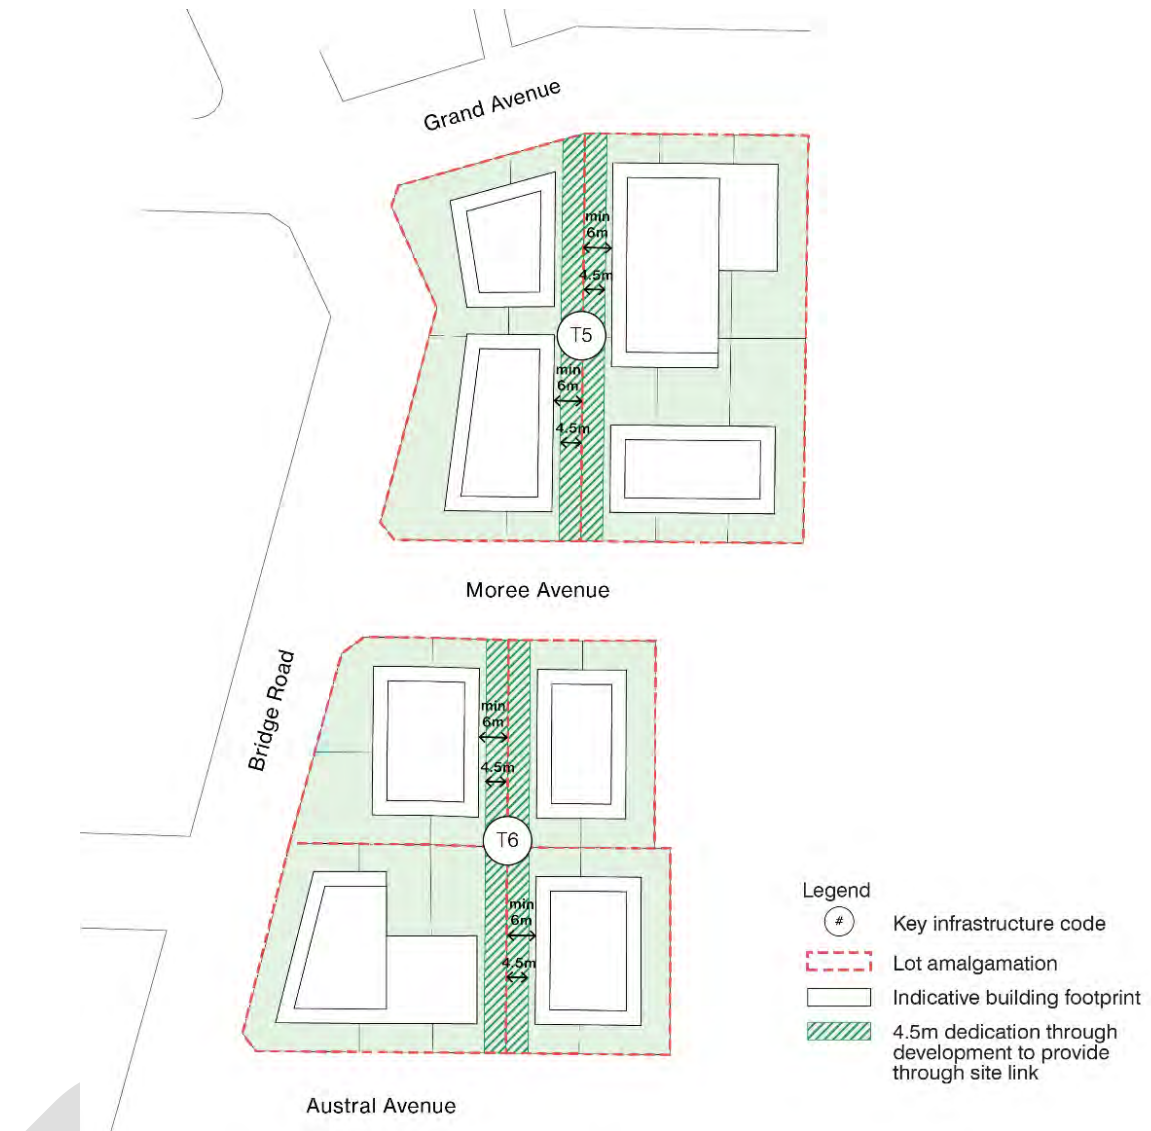 Grand Avenue
min
6m
4.5m
T5
min
6m
4.5m
Moree Avenue
Bridge Road
min
6m
4.5m
T6
min
6m
4.5m
Austral Avenue
Legend
# Key infrastructure code
Lot amalgamation
Indicative building footprint
4.5m dedication through
development to provide
through site link